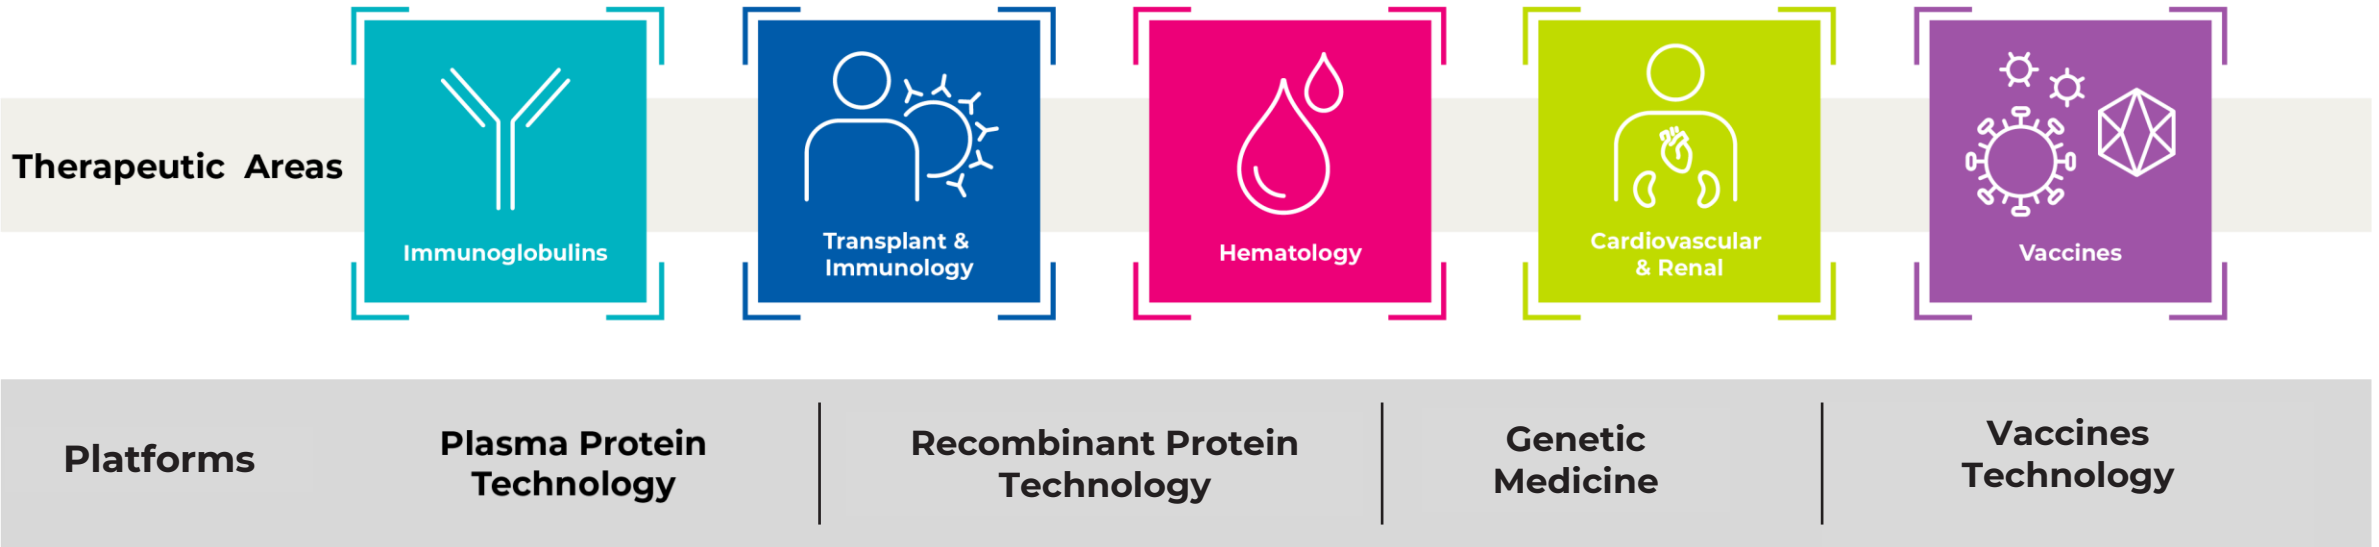 Therapeutic Areas
Immunoglobulins
Transplant &
Immunology
Hematology
Cardiovascular
& Renal
Vaccines
Platforms
Plasma Protein
Technology
Recombinant Protein
Technology
Genetic
Medicine
Vaccines
Technology